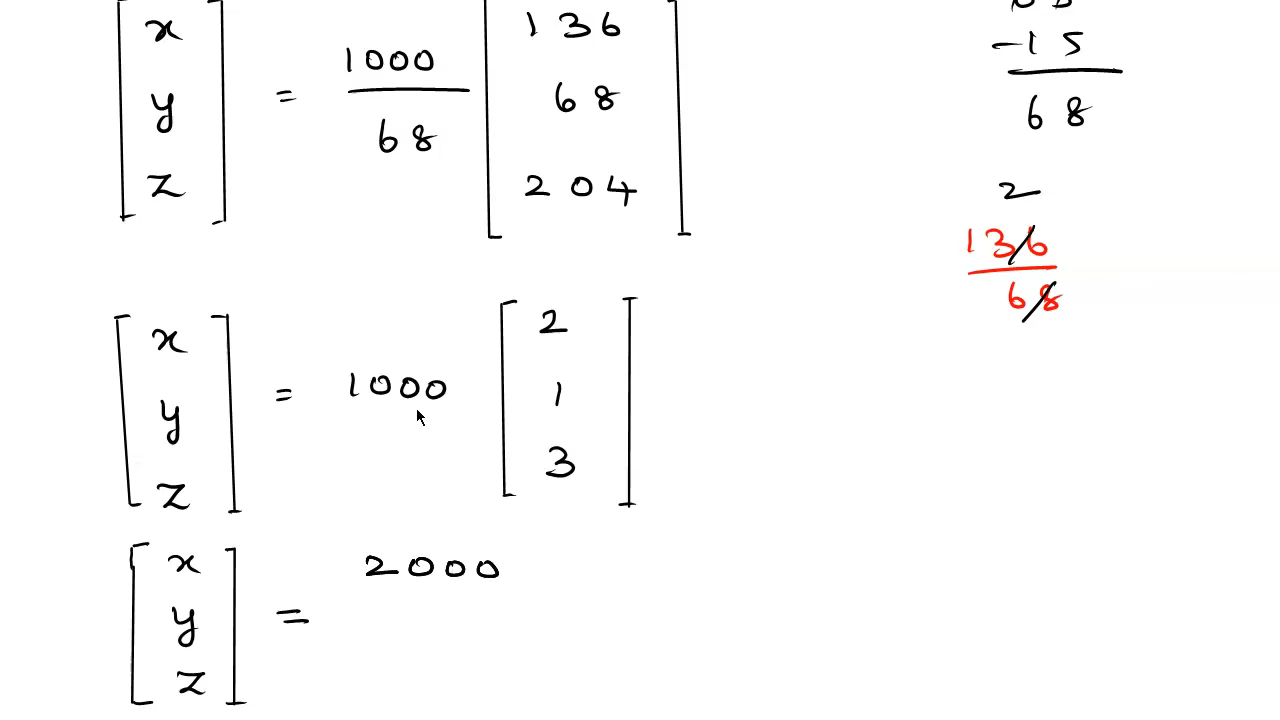 [x y z] = 1000/68 [136 68 204]
[x y z] = 1000 [2 1 3]
[x y z] = 2000
-15
68
2
136
68